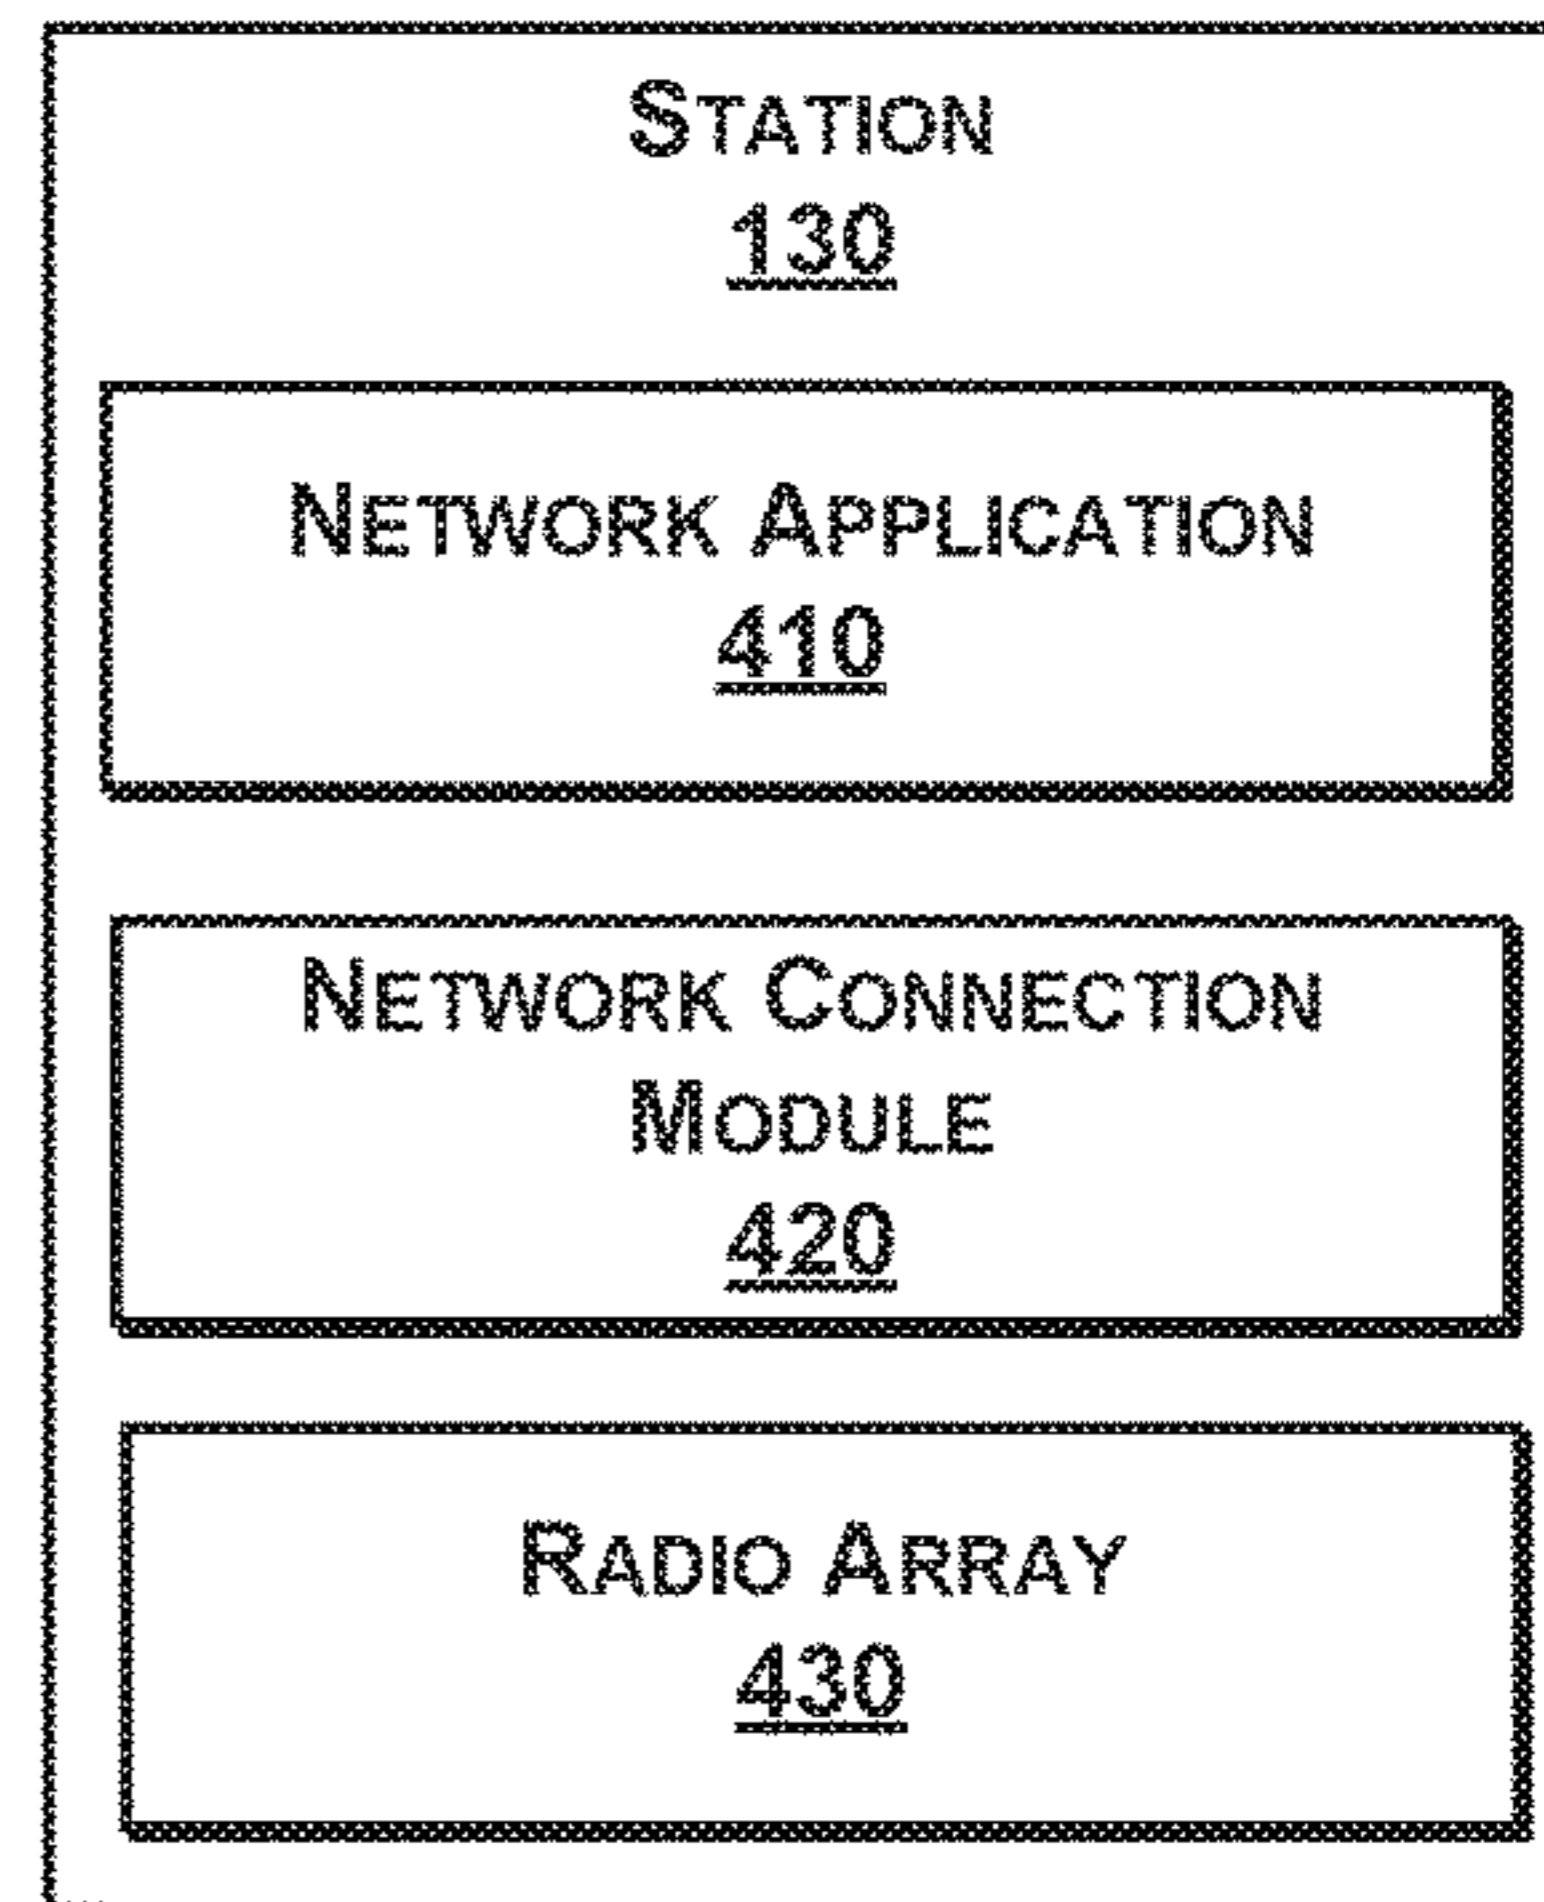 STATION
130
NETWORK APPLICATION
410
NETWORK CONNECTION
MODULE
420
RADIO ARRAY
430